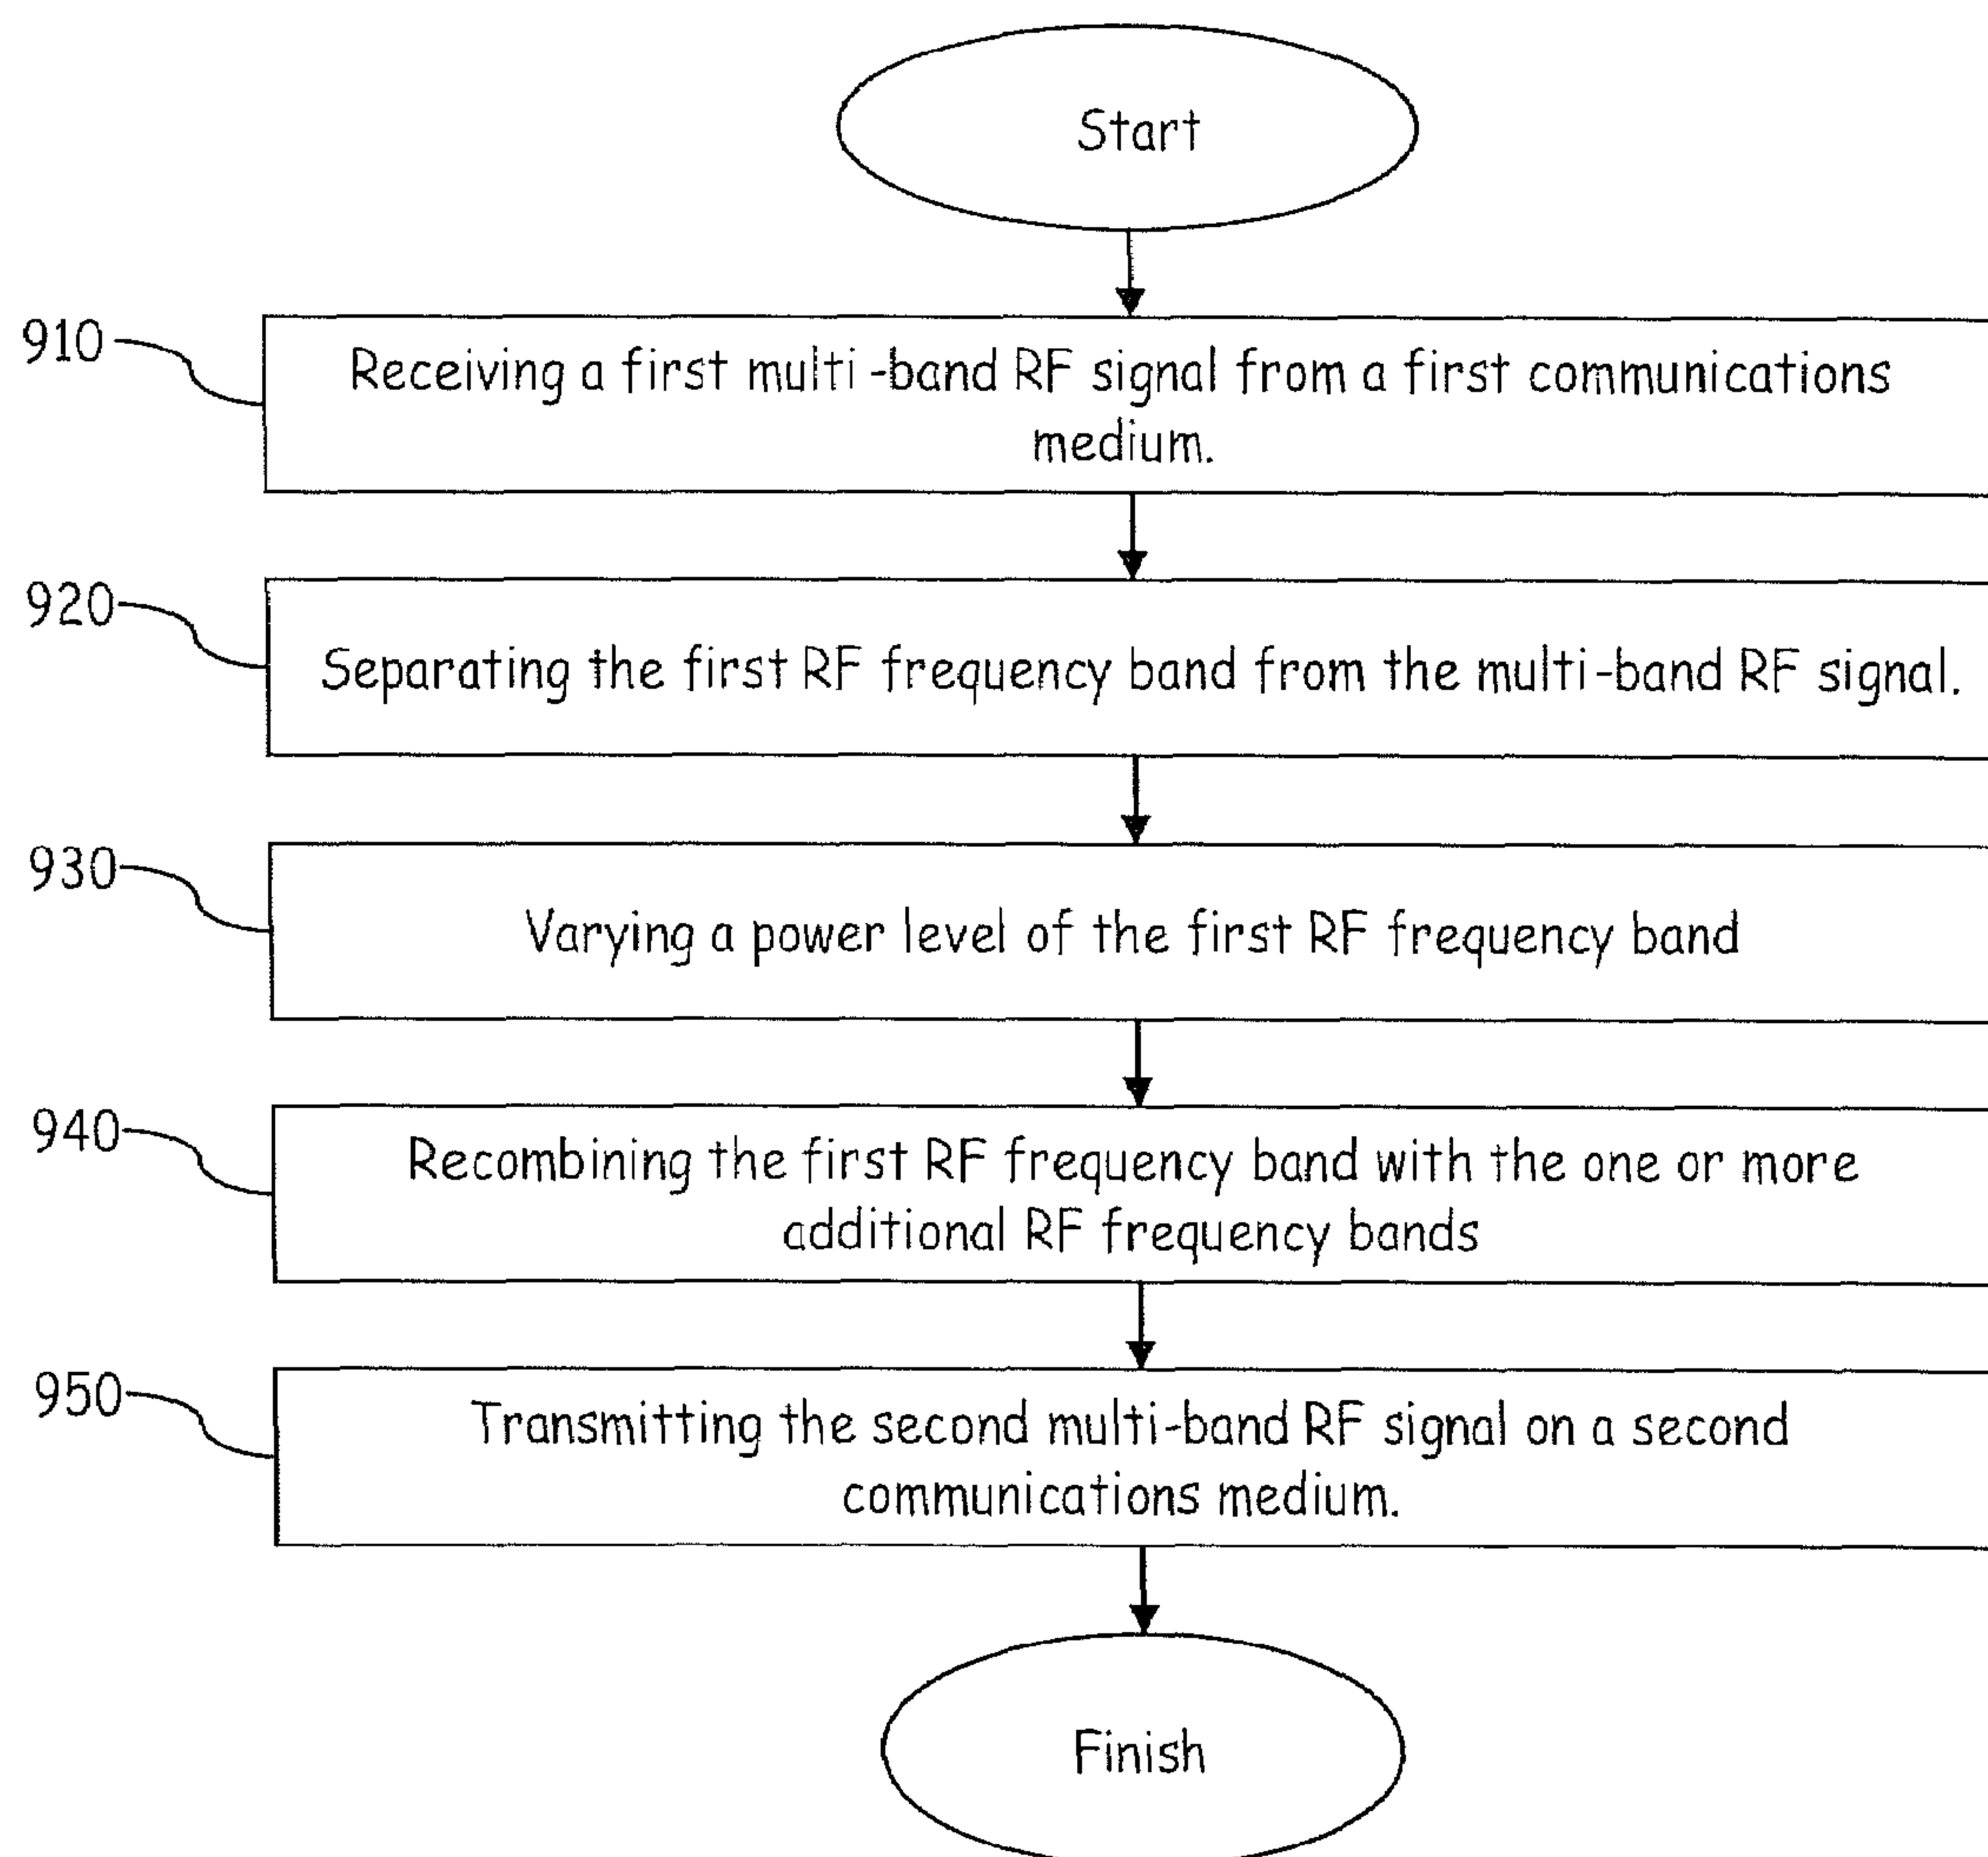 Start
910
Receiving a first multi-band RF signal from a first communications
medium.
920
Separating the first RF frequency band from the multi-band RF signal.
930
Varying a power level of the first RF frequency band
940
Recombining the first RF frequency band with the one or more
additional RF frequency bands
950
Transmitting the second multi-band RF signal on a second
communications medium.
Finish